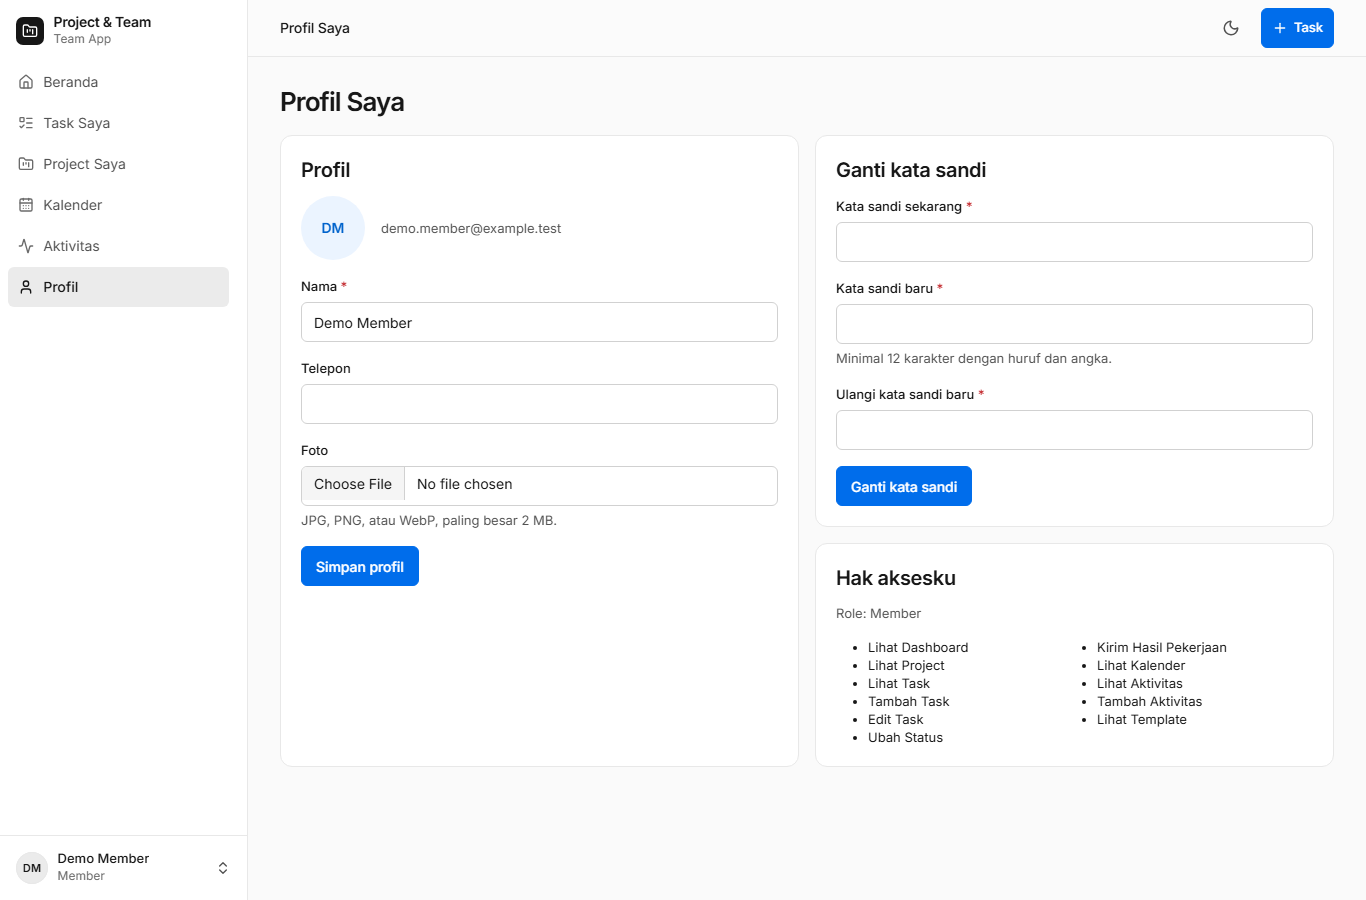 Project & Team
Team App
Beranda
Task Saya
Project Saya
Kalender
Aktivitas
Profil
DM
Demo Member
Member
Profil Saya
+ Task
Profil Saya
Profil
DM
demo.member@example.test
Nama *
Demo Member
Telepon
Foto
Choose File No file chosen
JPG, PNG, atau WebP, paling besar 2 MB.
Simpan profil
Ganti kata sandi
Kata sandi sekarang *
Kata sandi baru *
Minimal 12 karakter dengan huruf dan angka.
Ulangi kata sandi baru *
Ganti kata sandi
Hak aksesku
Role: Member
• Lihat Dashboard
• Lihat Project
• Lihat Task
• Tambah Task
• Edit Task
• Ubah Status
• Kirim Hasil Pekerjaan
• Lihat Kalender
• Lihat Aktivitas
• Tambah Aktivitas
• Lihat Template